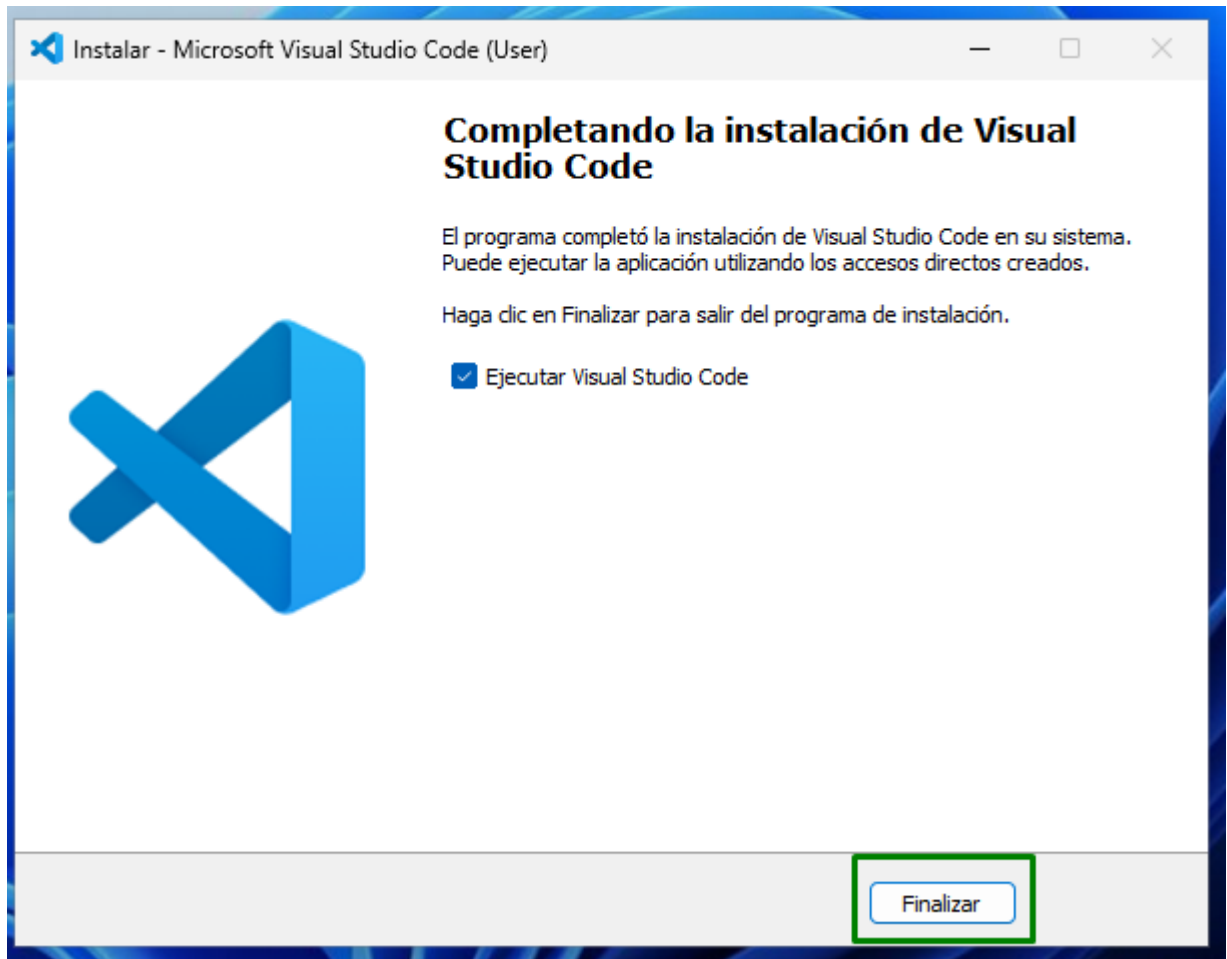 Instalar - Microsoft Visual Studio Code (User)
Completando la instalación de Visual
Studio Code
El programa completó la instalación de Visual Studio Code en su sistema.
Puede ejecutar la aplicación utilizando los accesos directos creados.
Haga clic en Finalizar para salir del programa de instalación.
Ejecutar Visual Studio Code
Finalizar